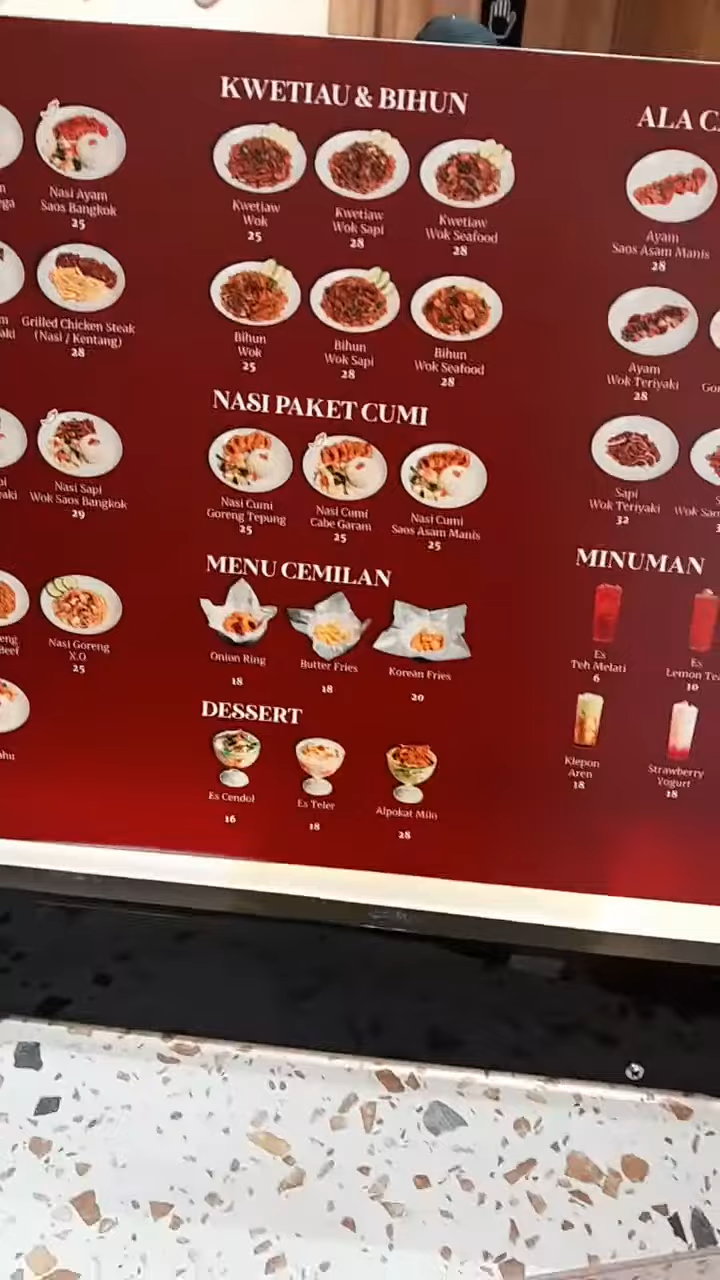 Nasi Ayam
Saos Bangkok
25
Grilled Chicken Steak
(Nasi / Kentang)
28
Nasi Sapi
Wok Saos Bangkok
29
Nasi Goreng
X.O
25
KWETIAU & BIHUN
Kwetiaw
Wok
25
Kwetiaw
Wok Sapi
28
Kwetiaw
Wok Seafood
28
Bihun
Wok
25
Bihun
Wok Sapi
28
Bihun
Wok Seafood
28
NASI PAKET CUMI
Nasi Cumi
Goreng Tepung
25
Nasi Cumi
Cabe Garam
25
Nasi Cumi
Saos Asam Manis
25
MENU CEMILAN
Onion Ring
18
Butter Fries
18
Korean Fries
20
DESSERT
Es Cendol
16
Es Teler
18
Alpokat Milo
28
ALA C
Ayam
Saos Asam Manis
28
Ayam
Wok Teriyaki
28
Sapi
Wok Teriyaki
32
MINUMAN
Es
Teh Melati
6
Es
Lemon Tea
10
Klepon
Aren
18
Strawberry
Yogurt
18